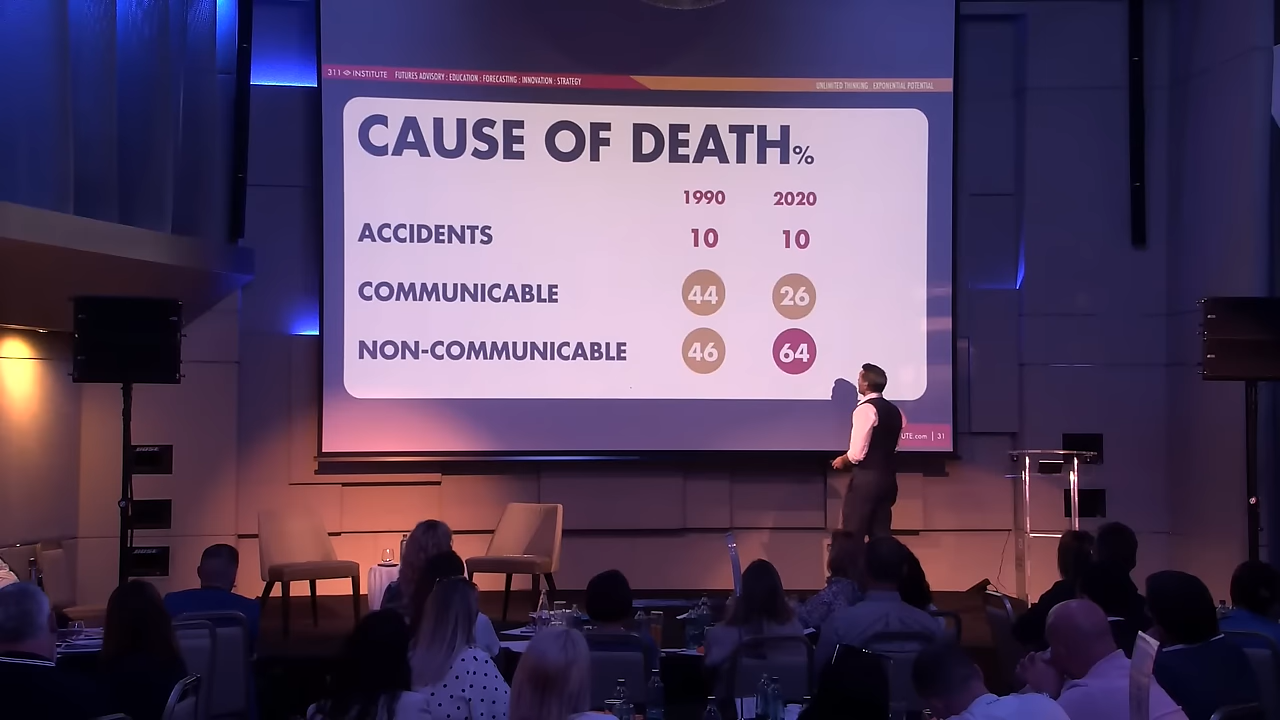 311 INSTITUTE FUTURES ADVISORY : EDUCATION : FORECASTING : INNOVATION : STRATEGY
UNLIMITED THINKING . EXPONENTIAL POTENTIAL
CAUSE OF DEATH%
1990 2020
ACCIDENTS 10 10
COMMUNICABLE 44 26
NON-COMMUNICABLE 46 64
UTE.com | 31